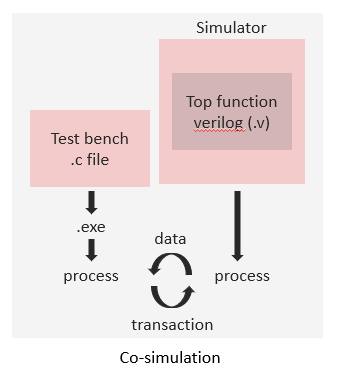 Simulator
Top function
verilog (.v)
Test bench
.c file
.exe
data
process
process
transaction
Co-simulation